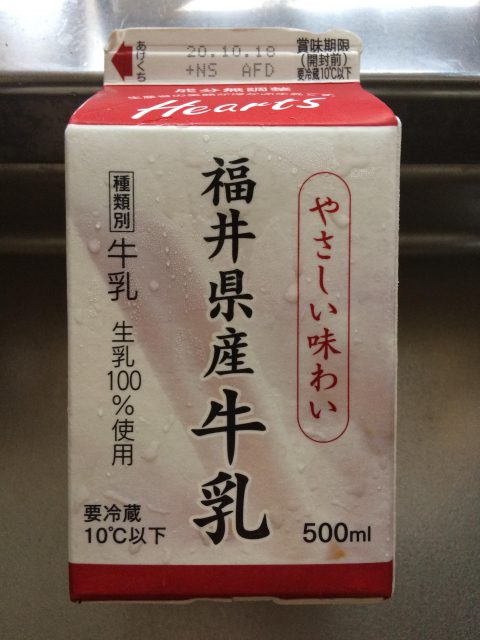 あけくち
20.10.18
+NS AFD
賞味期限
(開封前)
要冷蔵10℃以下
成分無調整
Hearts
やさしい味わい
福井県産牛乳
種類別
牛乳
生乳100%使用
要冷蔵
10℃以下
500ml